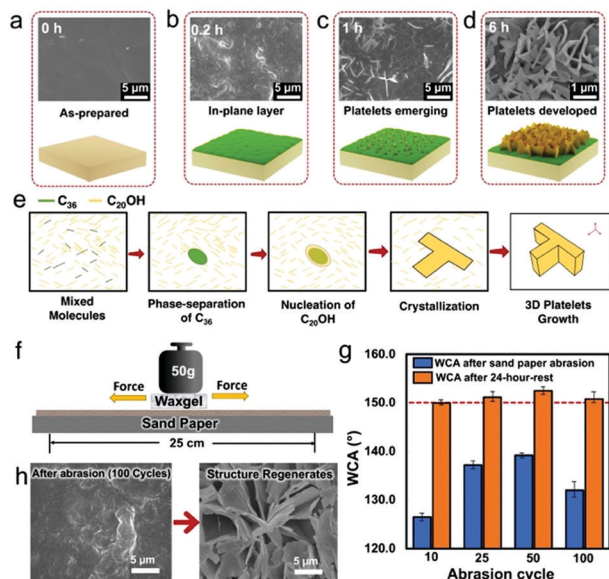 a
0 h
5 μm
As-prepared
b
0.2 h
5 μm
In-plane layer
c
1 h
5 μm
Platelets emerging
d
6 h
1 μm
Platelets developed
e
C36
C20OH
Mixed
Molecules
Phase-separation
of C36
Nucleation of
C20OH
Crystallization
3D Platelets
Growth
f
50g
Force
Force
Waxgel
Sand Paper
25 cm
g
WCA after sand paper abrasion
WCA after 24-hour-rest
WCA (°)
160.0
150.0
140.0
130.0
120.0
10
25
50
100
Abrasion cycle
h
After abrasion (100 Cycles)
5 μm
Structure Regenerates
5 μm